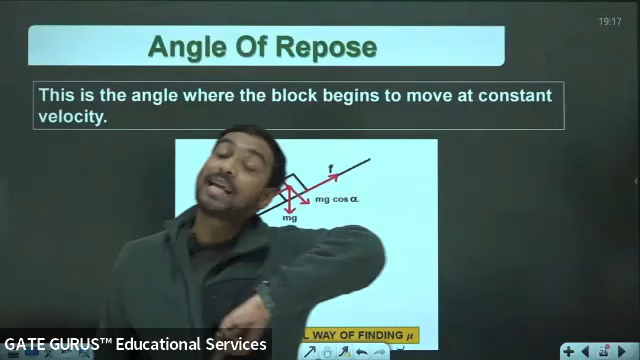 19:17
Angle Of Repose
This is the angle where the block begins to move at constant
velocity.
f
mg cos α.
mg
WAY OF FINDING μ
GATE GURUS™ Educational Services